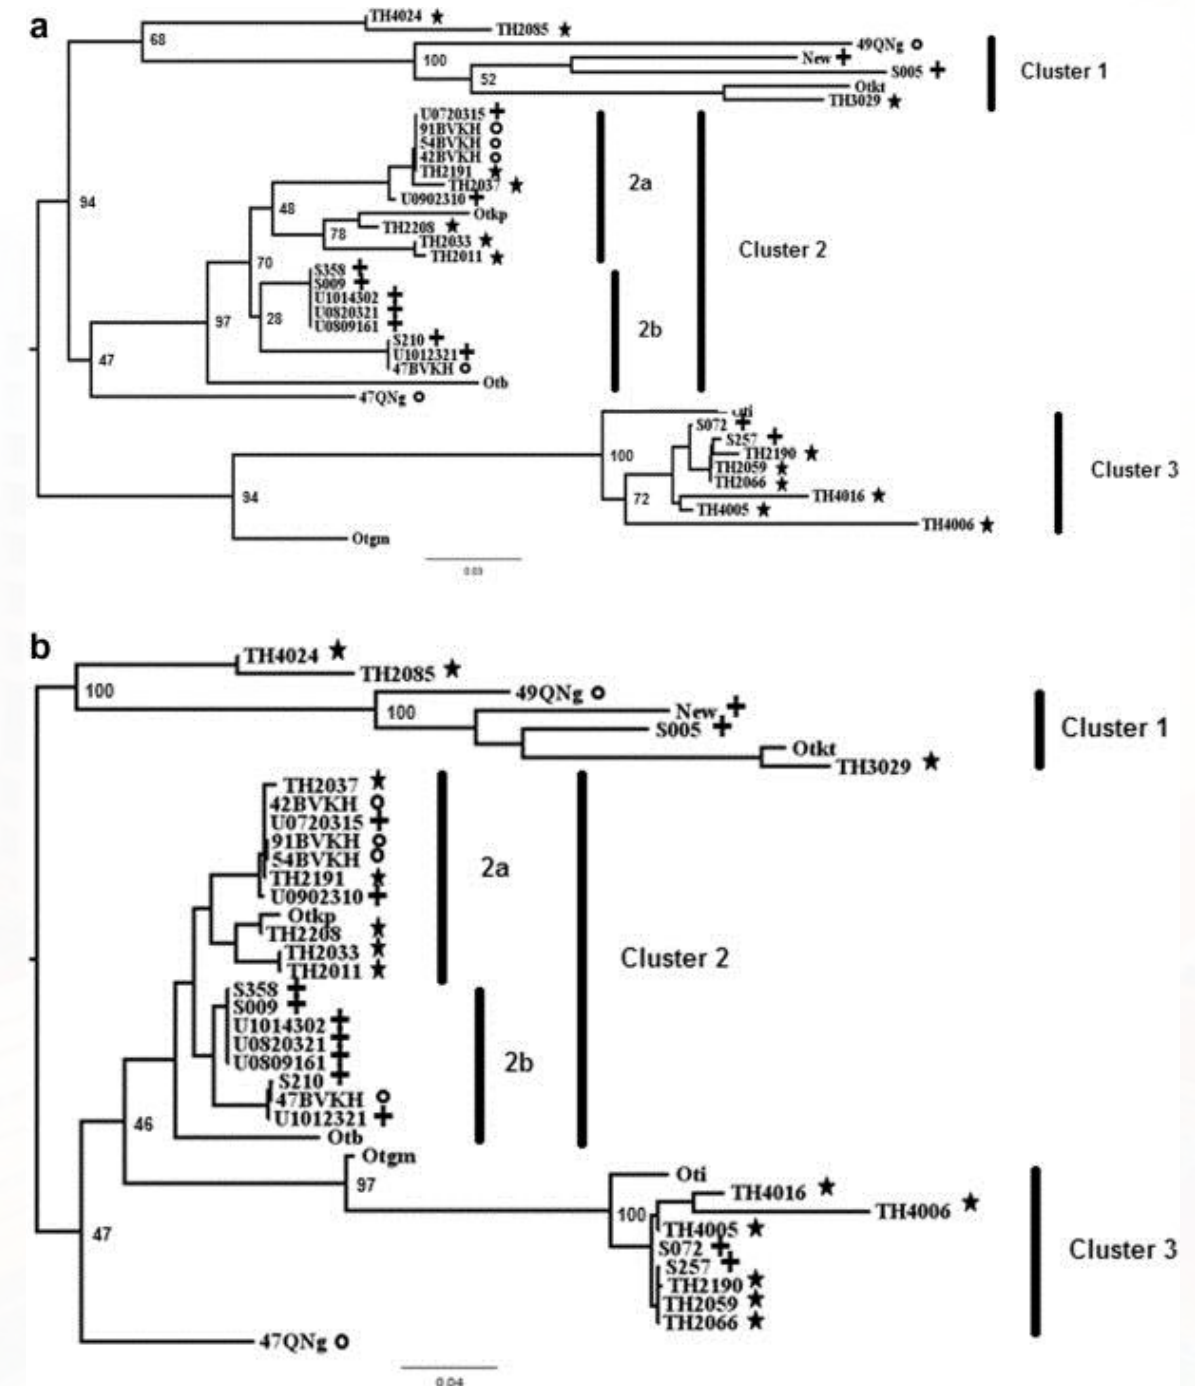 a
TH4024
TH2085
68
49QNg
100
New
52
S005
Cluster 1
Otkt
TH3029
U0720315
91BVKH
54BVKH
42BVKH
TH2191
2a
TH2037
94
U0902310
48
Otkp
TH2208
78
TH2033
TH2011
Cluster 2
70
S358
S009
U1014302
97
28
U0820321
U0809161
2b
S210
U1012321
47
47BVKH
Otb
47QNg
Oti
S072
S257
100
TH2190
TH2059
Cluster 3
TH2066
94
72
TH4016
TH4005
TH4006
Otgm
0.03
b
TH4024
TH2085
100
49QNg
100
New
S005
Cluster 1
Otkt
TH3029
TH2037
42BVKH
U0720315
91BVKH
54BVKH
2a
TH2191
U0902310
Otkp
TH2208
TH2033
Cluster 2
TH2011
S358
S009
U1014302
U0820321
2b
U0809161
S210
47BVKH
U1012321
46
Otb
Otgm
97
Oti
TH4016
TH4006
100
TH4005
47
S072
Cluster 3
S257
TH2190
TH2059
TH2066
47QNg
0.04